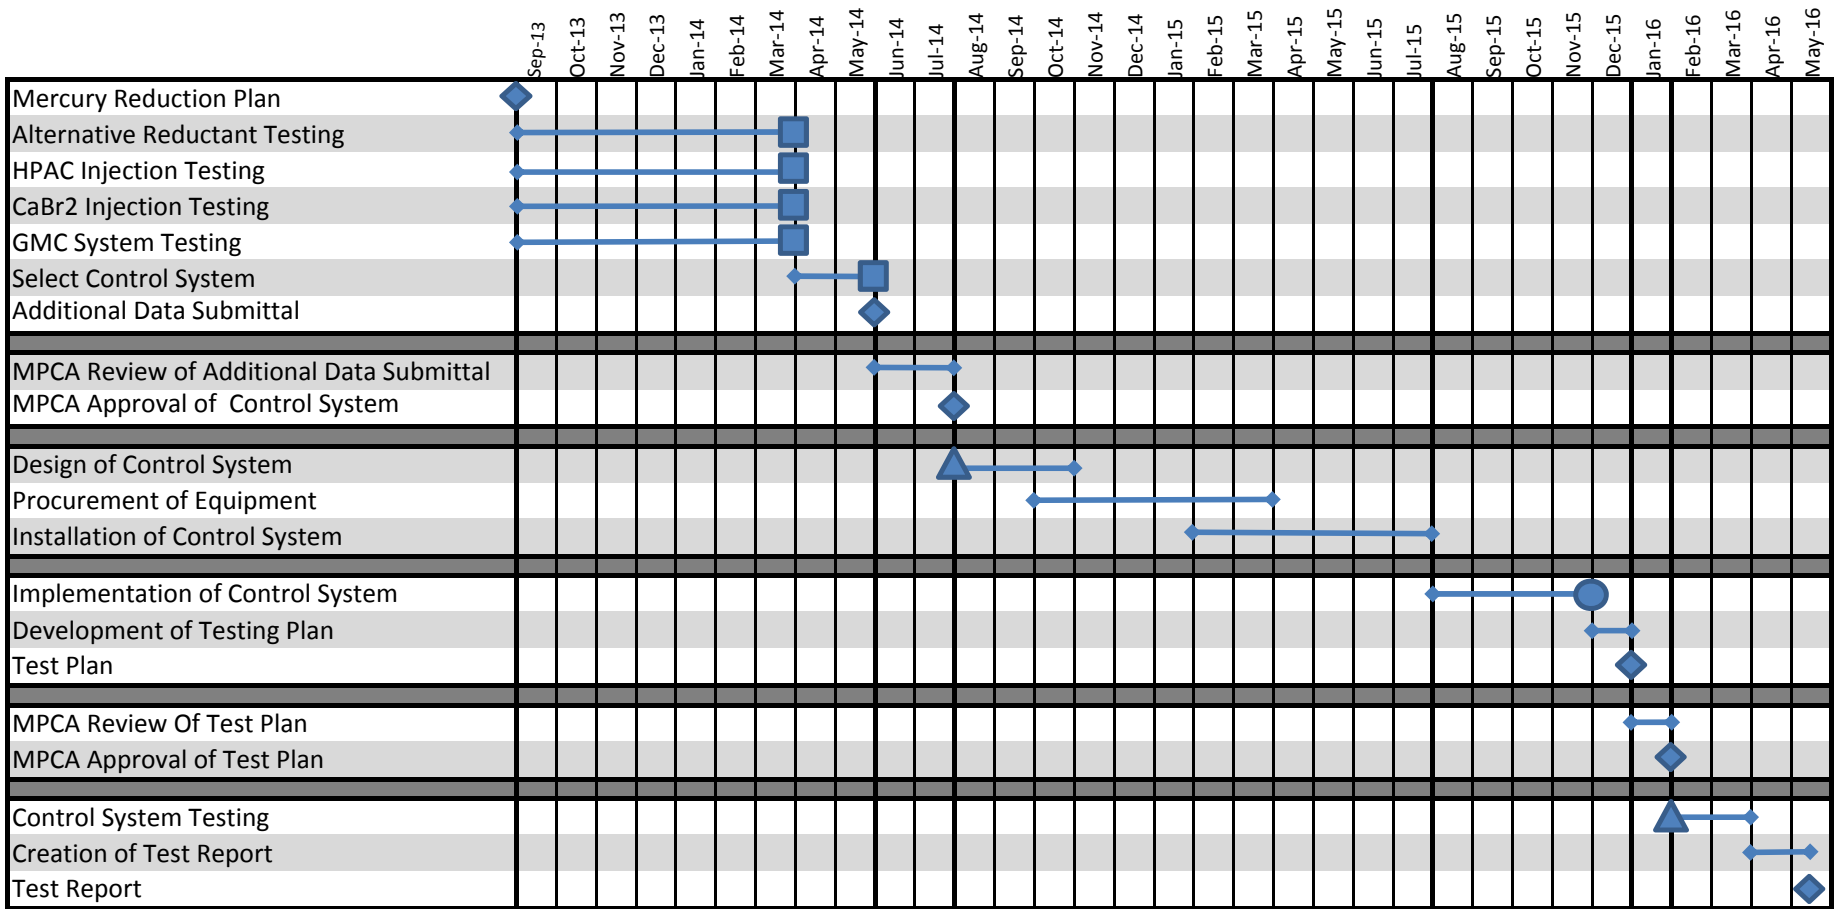 Sep-13
Oct-13
Nov-13
Dec-13
Jan-14
Feb-14
Mar-14
Apr-14
May-14
Jun-14
Jul-14
Aug-14
Sep-14
Oct-14
Nov-14
Dec-14
Jan-15
Feb-15
Mar-15
Apr-15
May-15
Jun-15
Jul-15
Aug-15
Sep-15
Oct-15
Nov-15
Dec-15
Jan-16
Feb-16
Mar-16
Apr-16
May-16
Mercury Reduction Plan
Alternative Reductant Testing
HPAC Injection Testing
CaBr2 Injection Testing
GMC System Testing
Select Control System
Additional Data Submittal
MPCA Review of Additional Data Submittal
MPCA Approval of Control System
Design of Control System
Procurement of Equipment
Installation of Control System
Implementation of Control System
Development of Testing Plan
Test Plan
MPCA Review Of Test Plan
MPCA Approval of Test Plan
Control System Testing
Creation of Test Report
Test Report